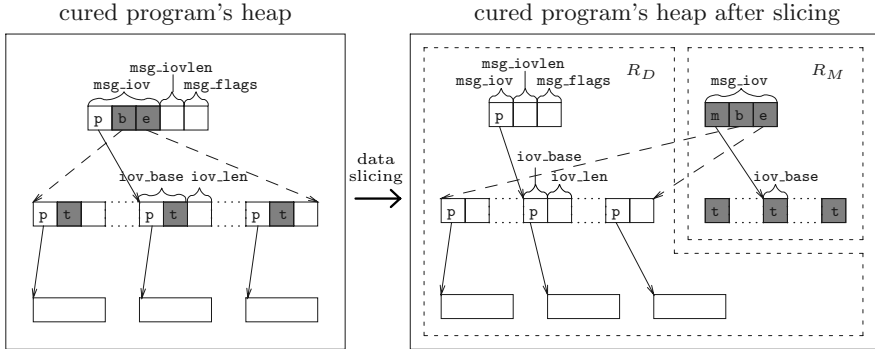 cured program's heap
cured program's heap after slicing
msg_iovlen
msg_iov msg_flags
p b e
iov_base iov_len
p t p t p t
data
slicing
msg_iovlen
msg_iov msg_flags
p
R_D
msg_iov
R_M
m b e
iov_base
iov_len
p p p
iov_base
t t t